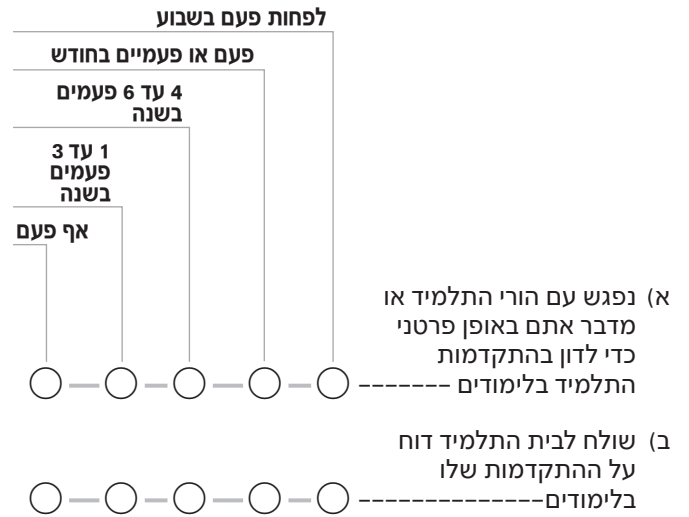 לפחות פעם בשבוע
פעם או פעמיים בחודש
4 עד 6 פעמים
בשנה
1 עד 3
פעמים
בשנה
אף פעם
א) נפגש עם הורי התלמיד או
מדבר אתם באופן פרטני
כדי לדון בהתקדמות
התלמיד בלימודים
ב) שולח לבית התלמיד דוח
על ההתקדמות שלו
בלימודים